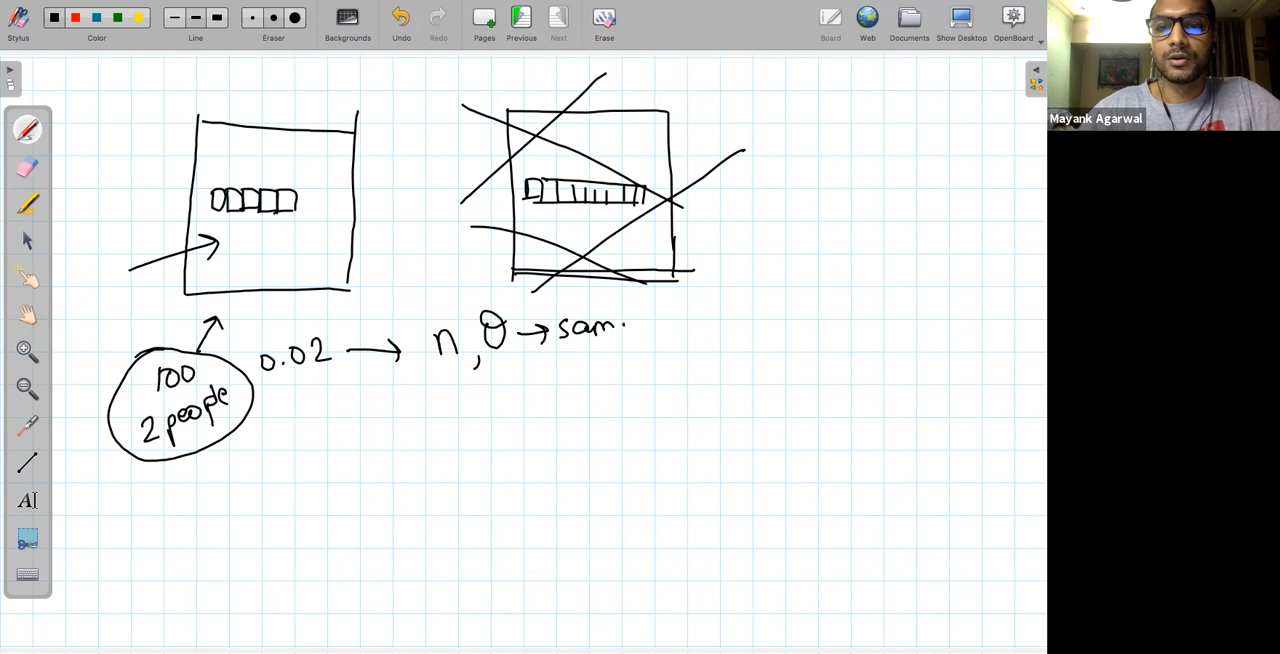 Stylus
Color
Line
Eraser
Backgrounds
Undo
Redo
Pages
Previous
Next
Erase
Board
Web
Documents
Show Desktop
OpenBoard
Mayank Agarwal
100
2 people
0.02 → n, θ → sam.